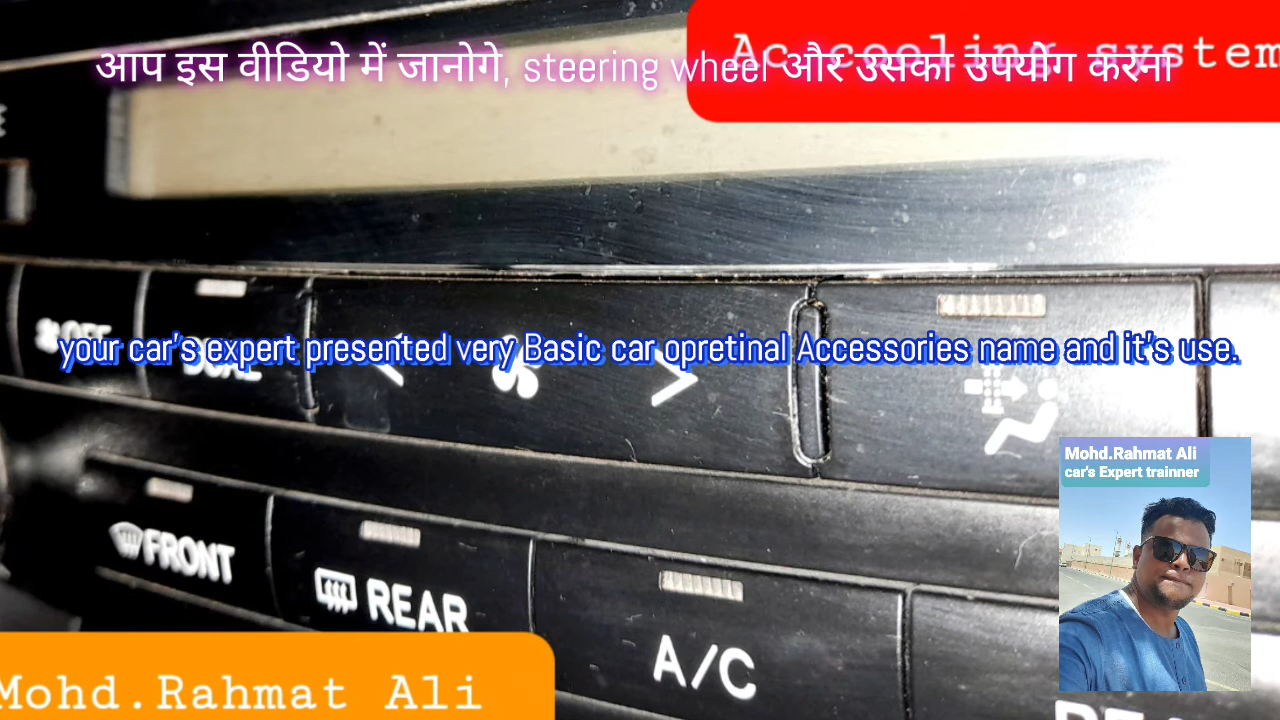 Ac cooling system
आप इस वीडियो में जानोगे, steering wheel और उसका उपयोग करना
your car's expert presented very Basic car opretinal Accessories name and it's use.
OFF
DUAL
Mohd.Rahmat Ali
car's Expert trainner
FRONT
REAR
A/C
Mohd.Rahmat Ali